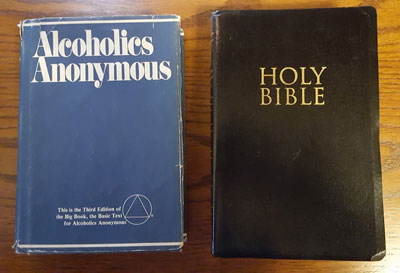 Alcoholics
Anonymous
This is the Third Edition of
the Big Book, the Basic Text
for Alcoholics Anonymous
HOLY
BIBLE